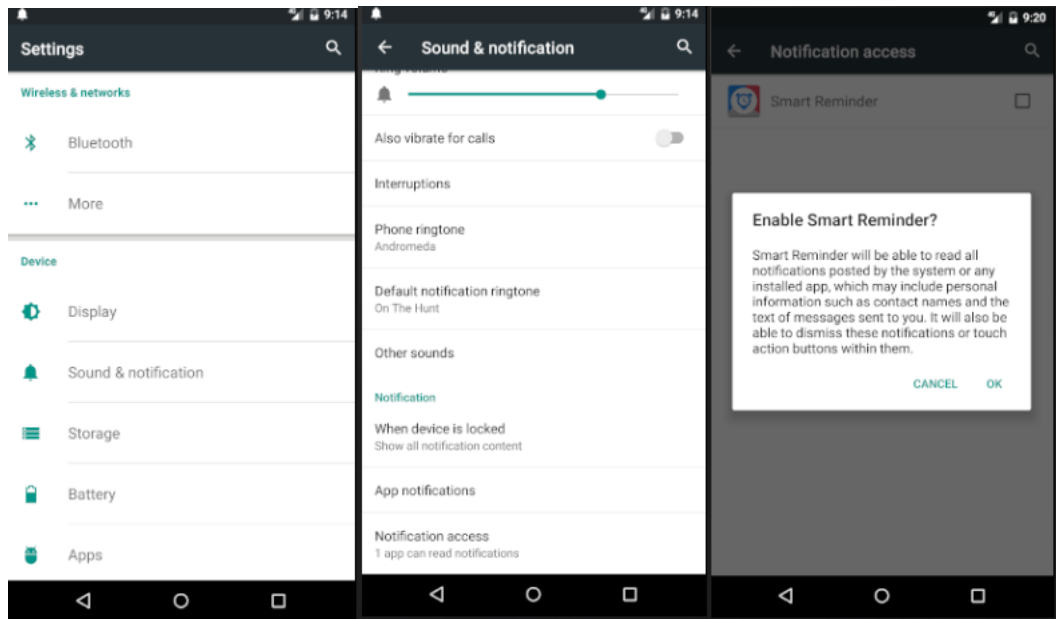 9:14
Settings
Wireless & networks
Bluetooth
More
Device
Display
Sound & notification
Storage
Battery
Apps
9:14
Sound & notification
Also vibrate for calls
Interruptions
Phone ringtone
Andromeda
Default notification ringtone
On The Hunt
Other sounds
Notification
When device is locked
Show all notification content
App notifications
Notification access
1 app can read notifications
9:20
Notification access
Smart Reminder
Enable Smart Reminder?
Smart Reminder will be able to read all
notifications posted by the system or any
installed app, which may include personal
information such as contact names and the
text of messages sent to you. It will also be
able to dismiss these notifications or touch
action buttons within them.
CANCEL OK